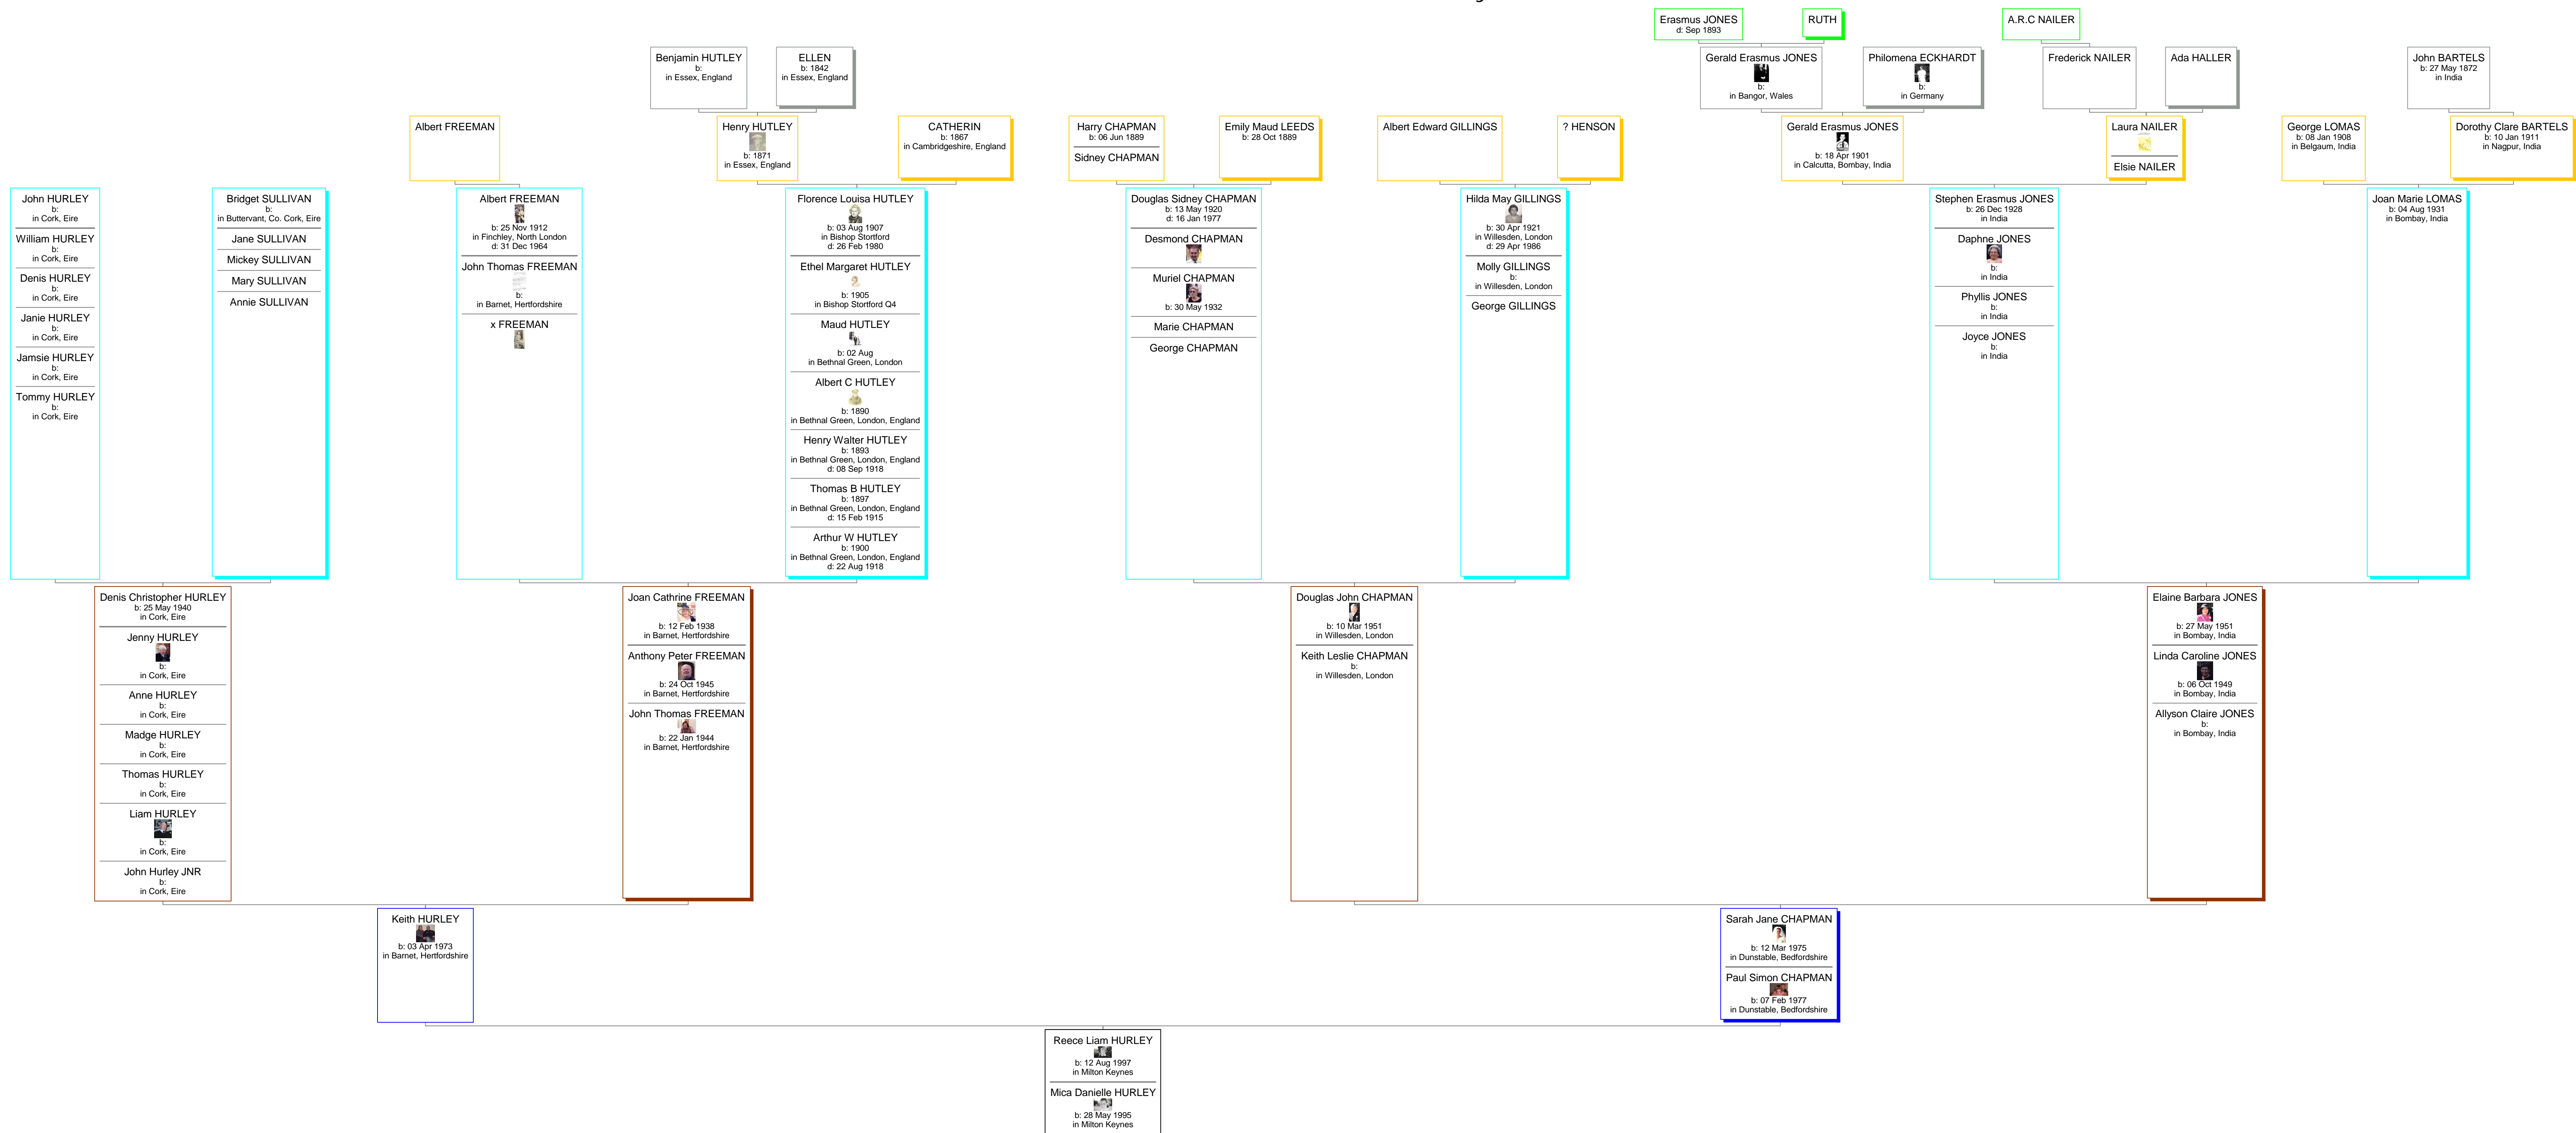 Erasmus JONES
d: Sep 1893
RUTH
A.R.C NAILER
Benjamin HUTLEY
b:
in Essex, England
ELLEN
b: 1842
in Essex, England
Gerald Erasmus JONES
b:
in Bangor, Wales
Philomena ECKHARDT
b:
in Germany
Frederick NAILER
Ada HALLER
John BARTELS
b: 27 May 1872
in India
Albert FREEMAN
Henry HUTLEY
b: 1871
in Essex, England
CATHERIN
b: 1867
in Cambridgeshire, England
Harry CHAPMAN
b: 06 Jun 1889
Sidney CHAPMAN
Emily Maud LEEDS
b: 28 Oct 1889
Albert Edward GILLINGS
? HENSON
Gerald Erasmus JONES
b: 18 Apr 1901
in Calcutta, Bombay, India
Laura NAILER
Elsie NAILER
George LOMAS
b: 08 Jan 1908
in Belgaum, India
Dorothy Clare BARTELS
b: 10 Jan 1911
in Nagpur, India
John HURLEY
b:
in Cork, Eire
William HURLEY
b:
in Cork, Eire
Denis HURLEY
b:
in Cork, Eire
Janie HURLEY
b:
in Cork, Eire
Jamsie HURLEY
b:
in Cork, Eire
Tommy HURLEY
b:
in Cork, Eire
Bridget SULLIVAN
b:
in Buttervant, Co. Cork, Eire
Jane SULLIVAN
Mickey SULLIVAN
Mary SULLIVAN
Annie SULLIVAN
Albert FREEMAN
b: 25 Nov 1912
in Finchley, North London
d: 31 Dec 1964
John Thomas FREEMAN
b:
in Barnet, Hertfordshire
x FREEMAN
Florence Louisa HUTLEY
b: 03 Aug 1907
in Bishop Stortford
d: 26 Feb 1980
Ethel Margaret HUTLEY
b: 1905
in Bishop Stortford Q4
Maud HUTLEY
b: 02 Aug
in Bethnal Green, London
Albert C HUTLEY
b: 1890
in Bethnal Green, London, England
Henry Walter HUTLEY
b: 1893
in Bethnal Green, London, England
d: 08 Sep 1918
Thomas B HUTLEY
b: 1897
in Bethnal Green, London, England
d: 15 Feb 1915
Arthur W HUTLEY
b: 1900
in Bethnal Green, London, England
d: 22 Aug 1918
Douglas Sidney CHAPMAN
b: 13 May 1920
d: 16 Jan 1977
Desmond CHAPMAN
Muriel CHAPMAN
b: 30 May 1932
Marie CHAPMAN
George CHAPMAN
Hilda May GILLINGS
b: 30 Apr 1921
in Willesden, London
d: 29 Apr 1986
Molly GILLINGS
b:
in Willesden, London
George GILLINGS
Stephen Erasmus JONES
b: 26 Dec 1928
in India
Daphne JONES
b:
in India
Phyllis JONES
b:
in India
Joyce JONES
b:
in India
Joan Marie LOMAS
b: 04 Aug 1931
in Bombay, India
Denis Christopher HURLEY
b: 25 May 1940
in Cork, Eire
Jenny HURLEY
b:
in Cork, Eire
Anne HURLEY
b:
in Cork, Eire
Madge HURLEY
b:
in Cork, Eire
Thomas HURLEY
b:
in Cork, Eire
Liam HURLEY
b:
in Cork, Eire
John Hurley JNR
b:
in Cork, Eire
Joan Cathrine FREEMAN
b: 12 Feb 1938
in Barnet, Hertfordshire
Anthony Peter FREEMAN
b: 24 Oct 1945
in Barnet, Hertfordshire
John Thomas FREEMAN
b: 22 Jan 1944
in Barnet, Hertfordshire
Douglas John CHAPMAN
b: 10 Mar 1951
in Willesden, London
Keith Leslie CHAPMAN
b:
in Willesden, London
Elaine Barbara JONES
b: 27 May 1951
in Bombay, India
Linda Caroline JONES
b: 06 Oct 1949
in Bombay, India
Allyson Claire JONES
b:
in Bombay, India
Keith HURLEY
b: 03 Apr 1973
in Barnet, Hertfordshire
Sarah Jane CHAPMAN
b: 12 Mar 1975
in Dunstable, Bedfordshire
Paul Simon CHAPMAN
b: 07 Feb 1977
in Dunstable, Bedfordshire
Reece Liam HURLEY
b: 12 Aug 1997
in Milton Keynes
Mica Danielle HURLEY
b: 28 May 1995
in Milton Keynes